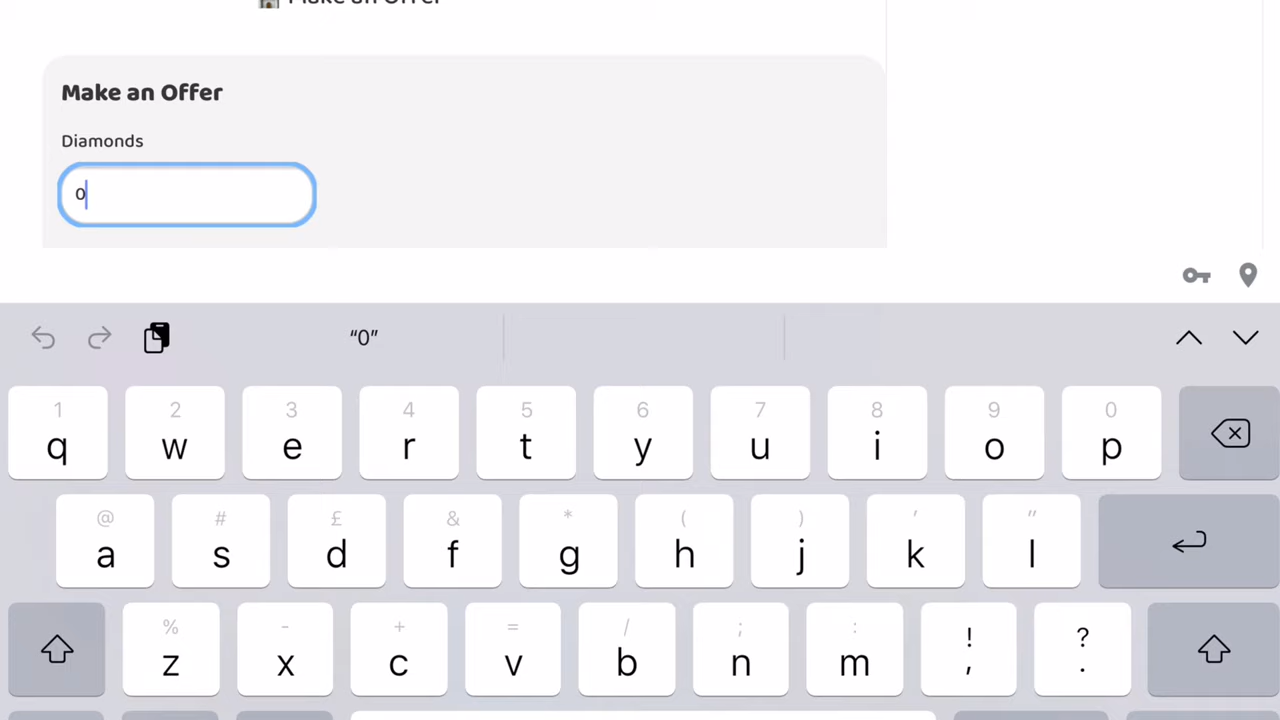 Make an Offer
Make an Offer
Diamonds
0
“0”
1 2 3 4 5 6 7 8 9 0
q w e r t y u i o p
@ # £ & * ( ) ' "
a s d f g h j k l
% - + = / ; : ! ?
z x c v b n m , .